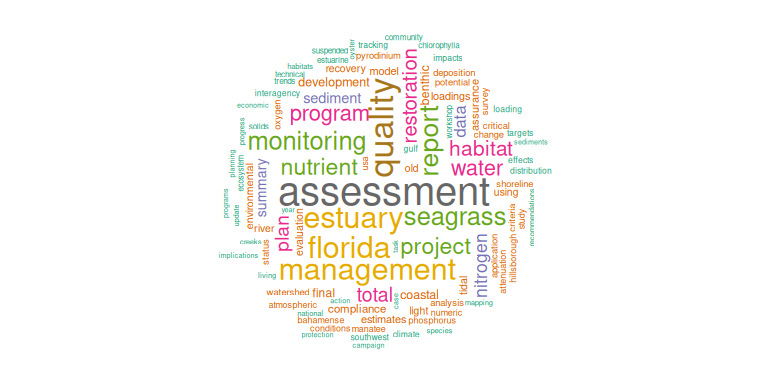 community
suspended
oyster
tracking
chlorophylla
estuarine
pyrodinium
impacts
habitats
recovery
model
restoration
benthic
deposition
technical
trends
development
quality
potential
interagency
sediment
loadings
assurance
survey
economic
oxygen
program
report
workshop
data
loading
progress
solids
monitoring
critical
change
targets
gulf
habitat
sediments
planning
ecosystem
nutrient
usa
old
water
effects
distribution
environmental
summary
assessment
shoreline
using
programs
update
year
estuary
seagrass
recommendations
river
plan
evaluation
florida
task
project
nitrogen
criteria
study
creeks
status
hillsborough
implications
application
attenuation
living
management
tidal
watershed
final
total
coastal
action
case
analysis
mapping
atmospheric
national
compliance
light
numeric
bahamense
estimates
phosphorus
conditions
manatee
species
protection
southwest
climate
campaign